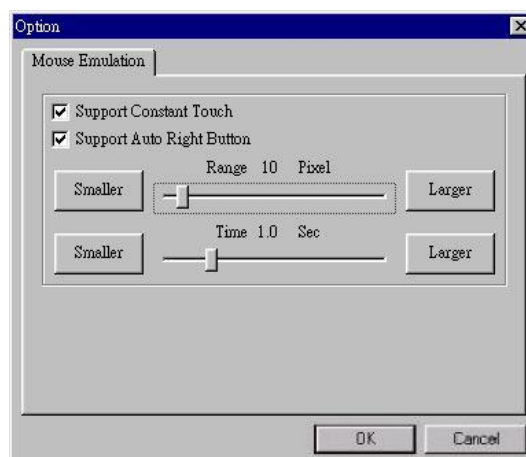 Option
Mouse Emulation
Support Constant Touch
Support Auto Right Button
Range 10 Pixel
Smaller
Larger
Time 1.0 Sec
Smaller
Larger
OK
Cancel